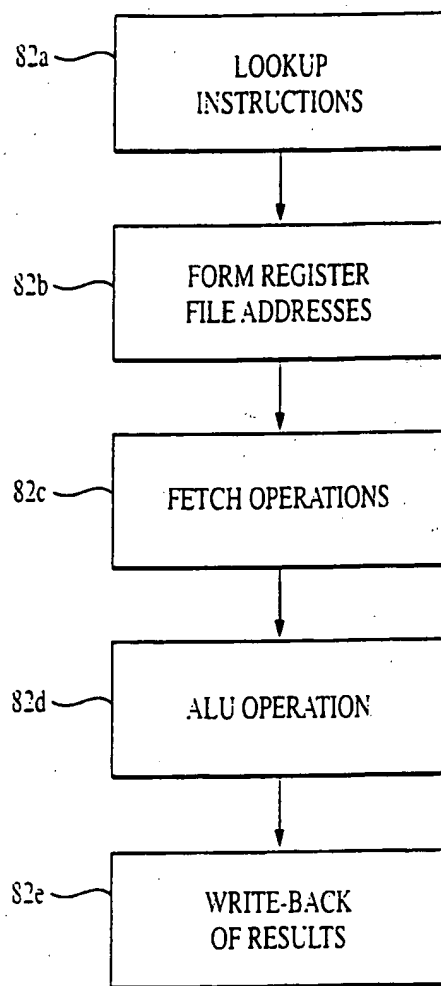 82a
LOOKUP
INSTRUCTIONS
82b
FORM REGISTER
FILE ADDRESSES
82c
FETCH OPERATIONS
82d
ALU OPERATION
82e
WRITE-BACK
OF RESULTS